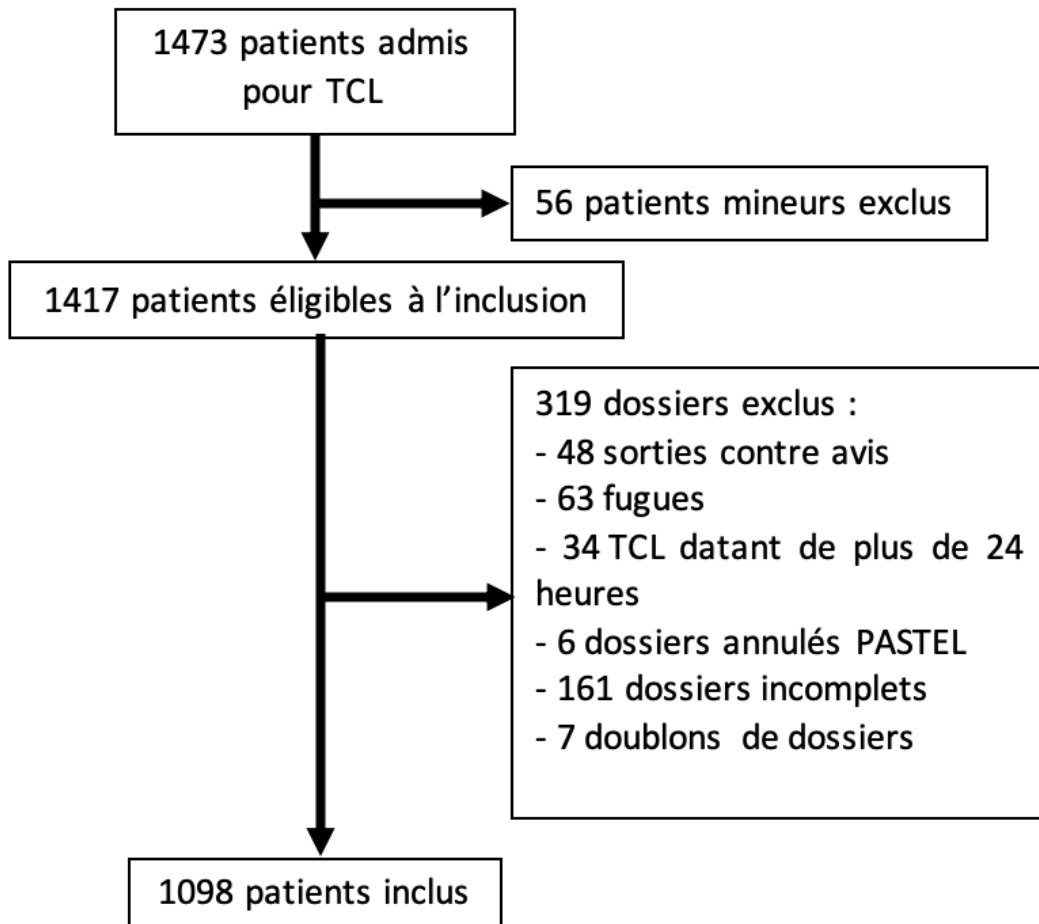 1473 patients admis
pour TCL
56 patients mineurs exclus
1417 patients éligibles à l'inclusion
319 dossiers exclus :
- 48 sorties contre avis
- 63 fugues
- 34 TCL datant de plus de 24
heures
- 6 dossiers annulés PASTEL
- 161 dossiers incomplets
- 7 doublons de dossiers
1098 patients inclus